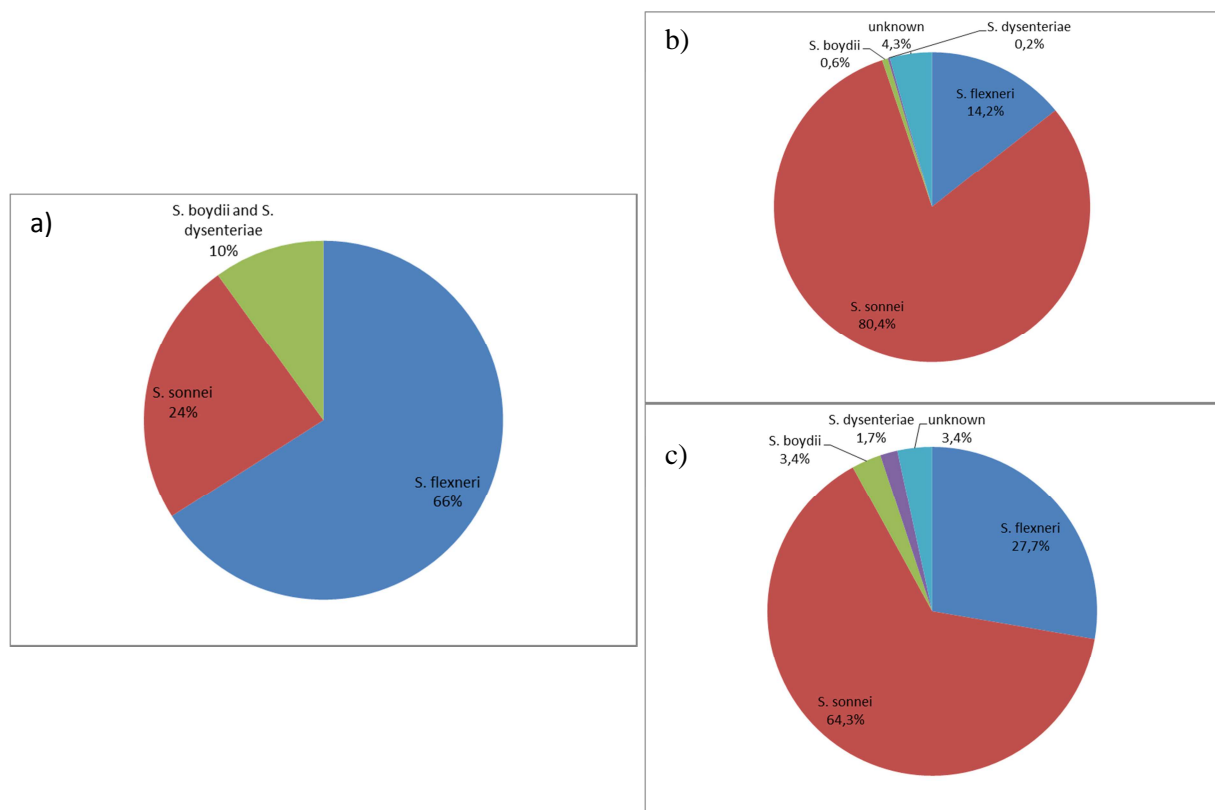 a)
S. boydii and S.
dysenteriae
10%
S. sonnei
24%
S. flexneri
66%
b)
unknown
4,3%
S. dysenteriae
0,2%
S. boydii
0,6%
S. flexneri
14,2%
S. sonnei
80,4%
c)
S. dysenteriae
1,7%
unknown
3,4%
S. boydii
3,4%
S. flexneri
27,7%
S. sonnei
64,3%